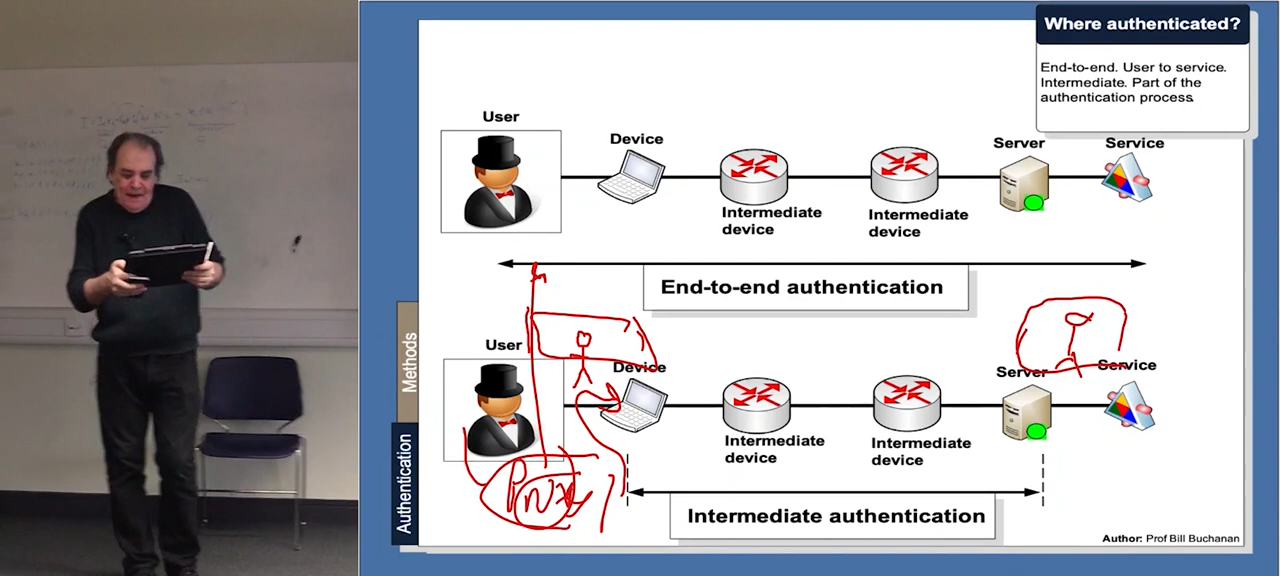 Where authenticated?
End-to-end. User to service.
Intermediate. Part of the
authentication process.
User
Device
Server
Service
Intermediate
device
Intermediate
device
End-to-end authentication
Methods
User
Device
Server
Service
Intermediate
device
Intermediate
device
Authentication
Intermediate authentication
Author: Prof Bill Buchanan